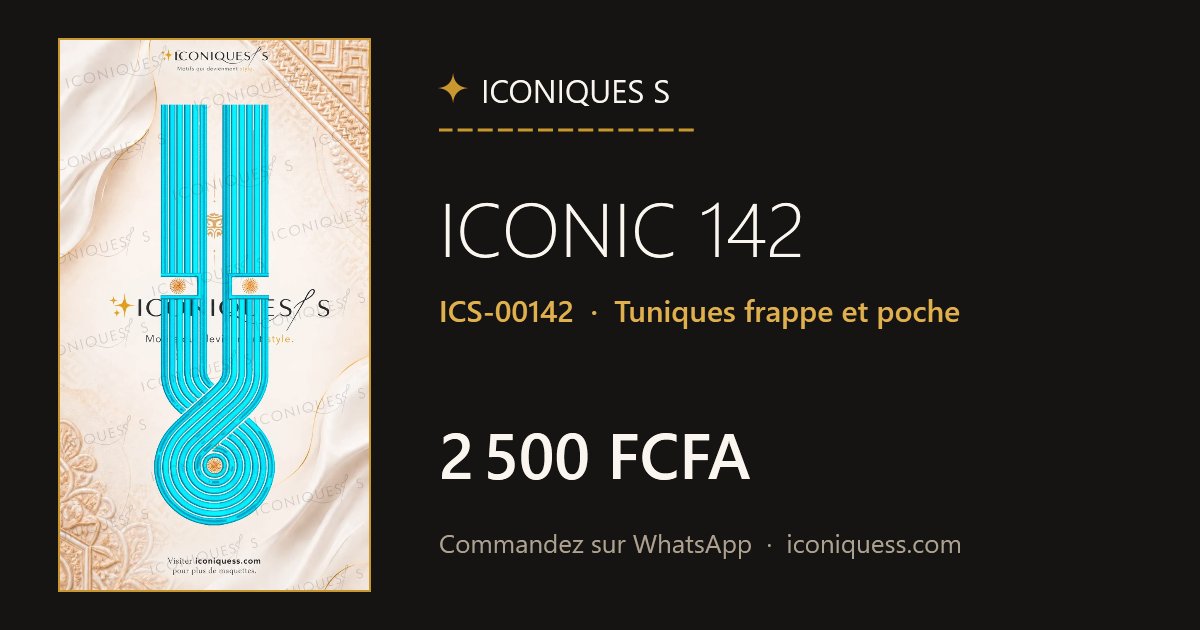 ICONIQUES S
Motifs qui deviennent style.
ICONIQUES S
style.
Visiter iconiquess.com
pour plus de maquettes.
ICONIQUES S
ICONIC 142
ICS-00142 · Tuniques frappe et poche
2 500 FCFA
Commandez sur WhatsApp · iconiquess.com